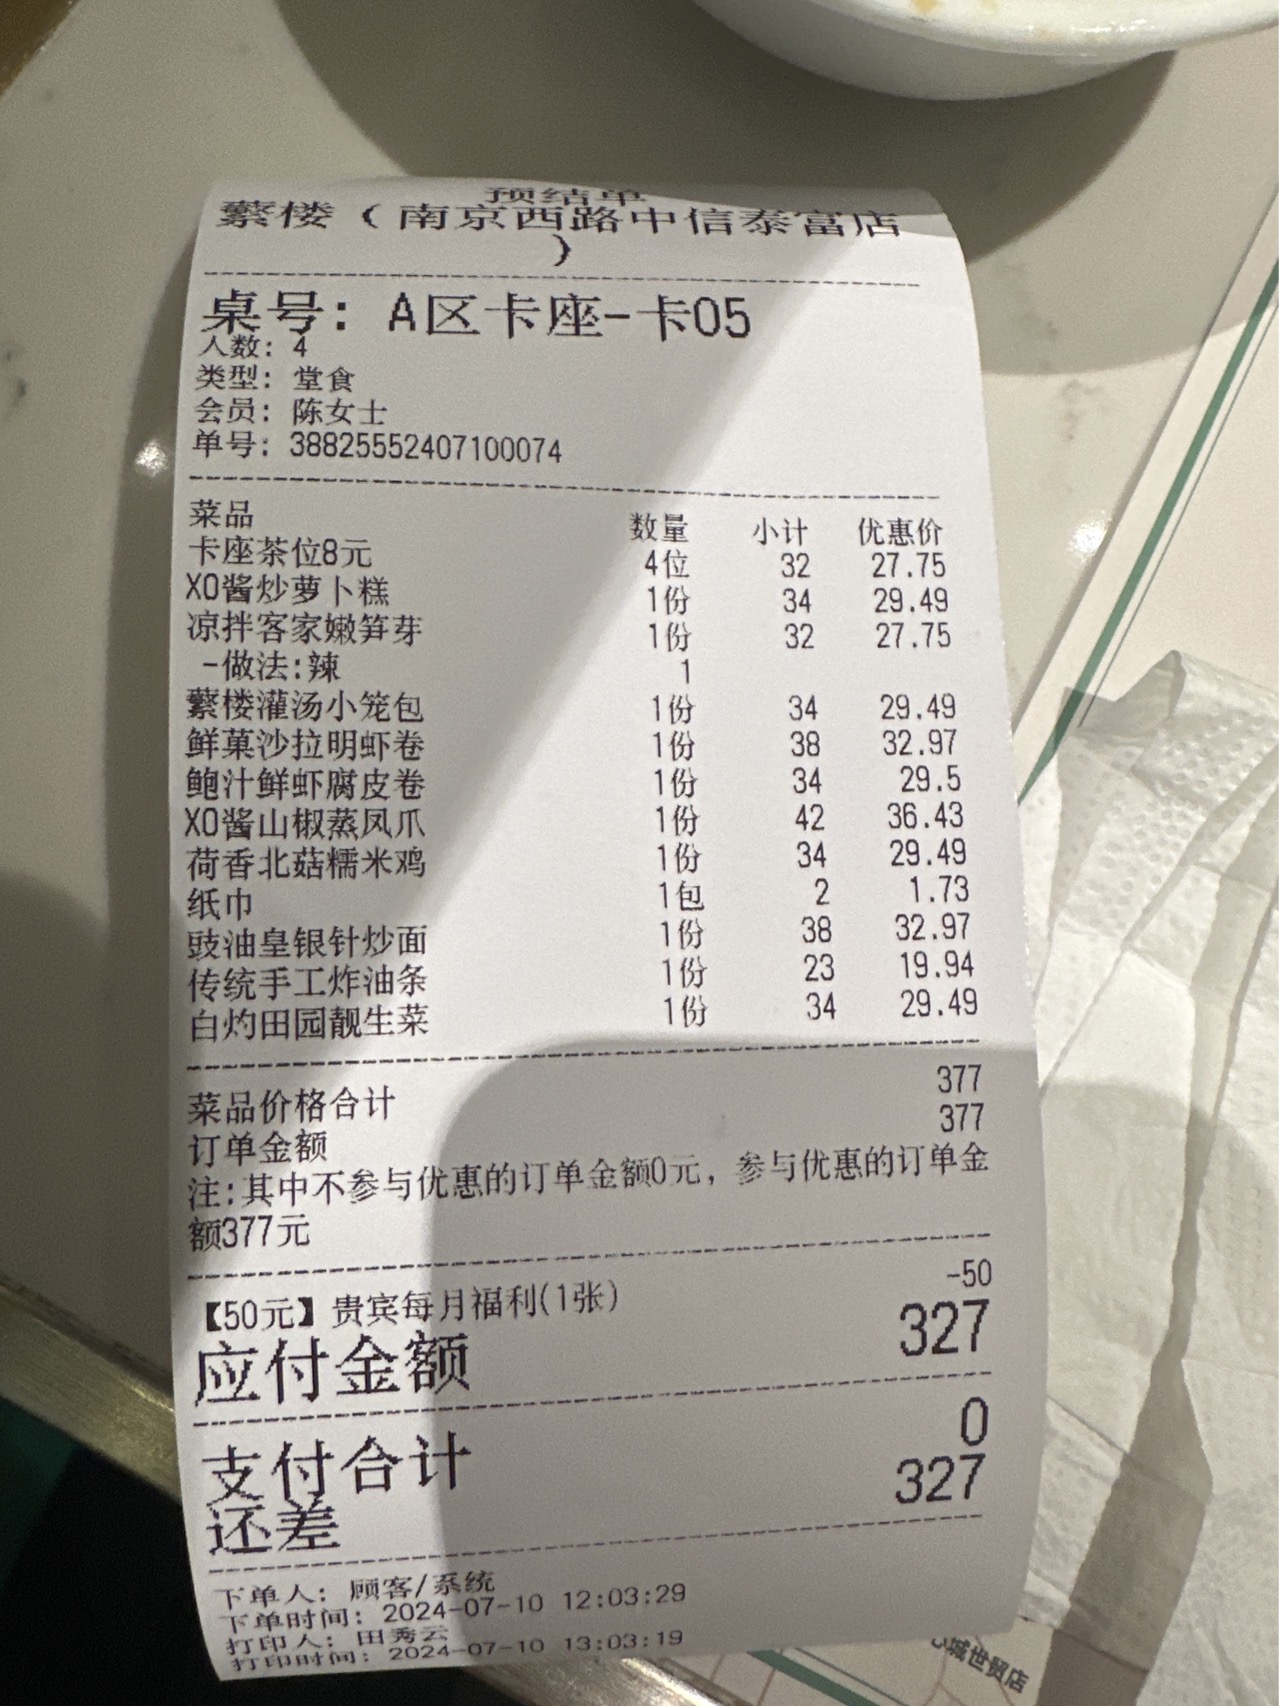 预结单
蘩楼（南京西路中信泰富店
）
桌号：A区卡座-卡05
人数：4
类型：堂食
会员：陈女士
单号：38825552407100074
菜品 数量 小计 优惠价
卡座茶位8元 4位 32 27.75
XO酱炒萝卜糕 1份 34 29.49
凉拌客家嫩笋芽 1份 32 27.75
-做法:辣 1
蘩楼灌汤小笼包 1份 34 29.49
鲜菓沙拉明虾卷 1份 38 32.97
鲍汁鲜虾腐皮卷 1份 34 29.5
XO酱山椒蒸凤爪 1份 42 36.43
荷香北菇糯米鸡 1份 34 29.49
纸巾 1包 2 1.73
豉油皇银针炒面 1份 38 32.97
传统手工炸油条 1份 23 19.94
白灼田园靓生菜 1份 34 29.49
菜品价格合计 377
订单金额 377
注:其中不参与优惠的订单金额0元，参与优惠的订单金
额377元
【50元】贵宾每月福利(1张) -50
应付金额 327
支付合计 0
还差 327
下单人：顾客/系统
下单时间：2024-07-10 12:03:29
打印人：田秀云
打印时间：2024-07-10 13:03:19
城世贸店